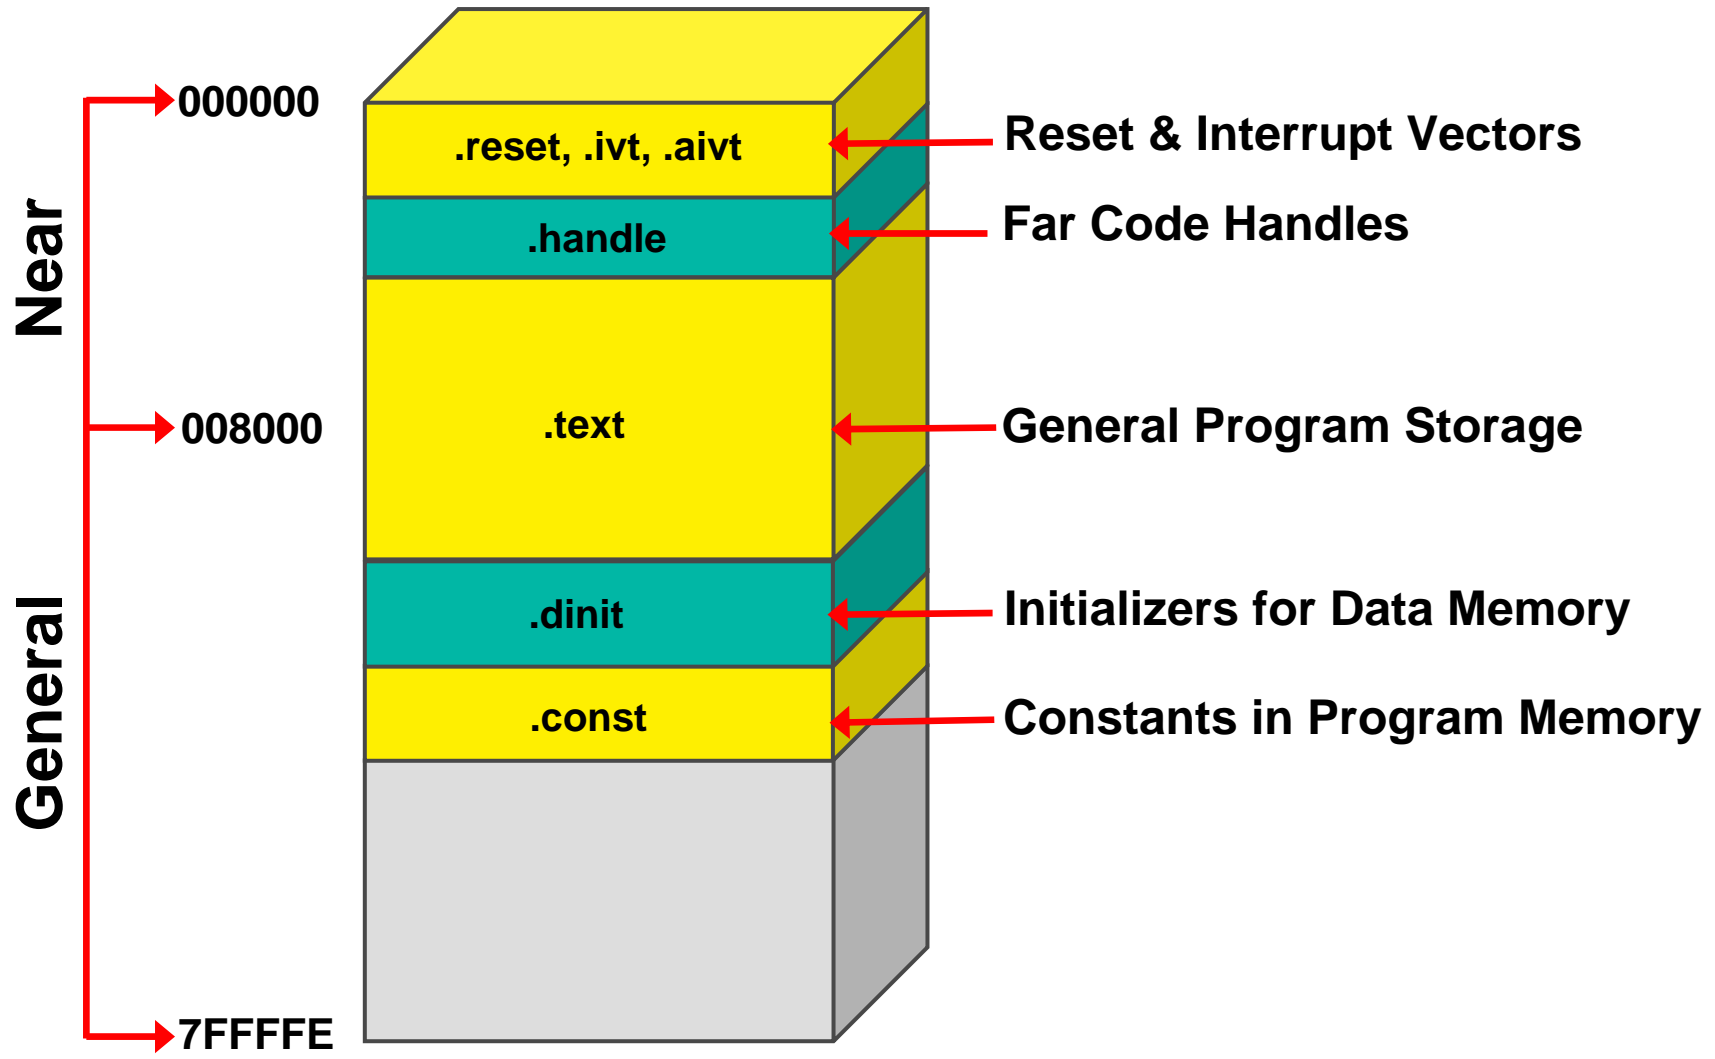 000000
.reset, .ivt, .aivt
Reset & Interrupt Vectors
Near
.handle
Far Code Handles
008000
.text
General Program Storage
General
.dinit
Initializers for Data Memory
.const
Constants in Program Memory
7FFFFE